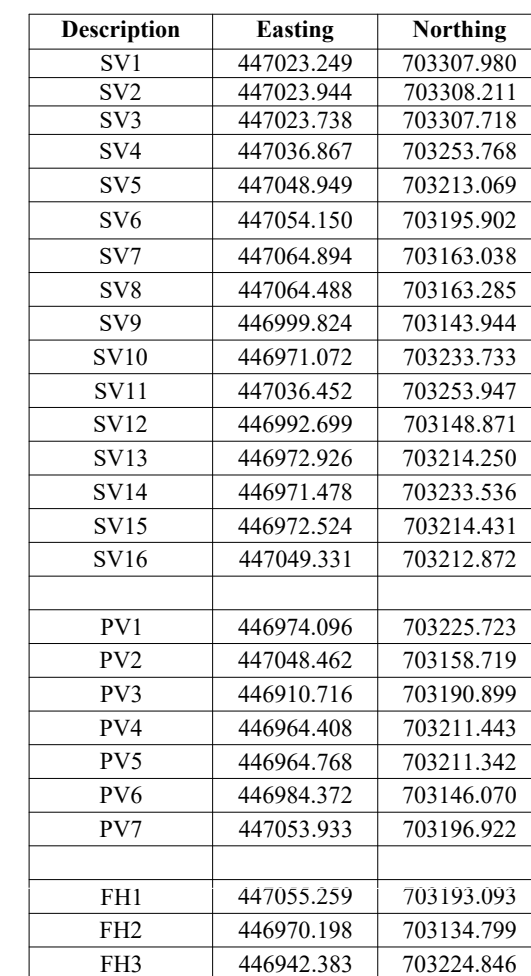 Description Easting Northing
SV1 447023.249 703307.980
SV2 447023.944 703308.211
SV3 447023.738 703307.718
SV4 447036.867 703253.768
SV5 447048.949 703213.069
SV6 447054.150 703195.902
SV7 447064.894 703163.038
SV8 447064.488 703163.285
SV9 446999.824 703143.944
SV10 446971.072 703233.733
SV11 447036.452 703253.947
SV12 446992.699 703148.871
SV13 446972.926 703214.250
SV14 446971.478 703233.536
SV15 446972.524 703214.431
SV16 447049.331 703212.872
PV1 446974.096 703225.723
PV2 447048.462 703158.719
PV3 446910.716 703190.899
PV4 446964.408 703211.443
PV5 446964.768 703211.342
PV6 446984.372 703146.070
PV7 447053.933 703196.922
FH1 447055.259 703193.093
FH2 446970.198 703134.799
FH3 446942.383 703224.846